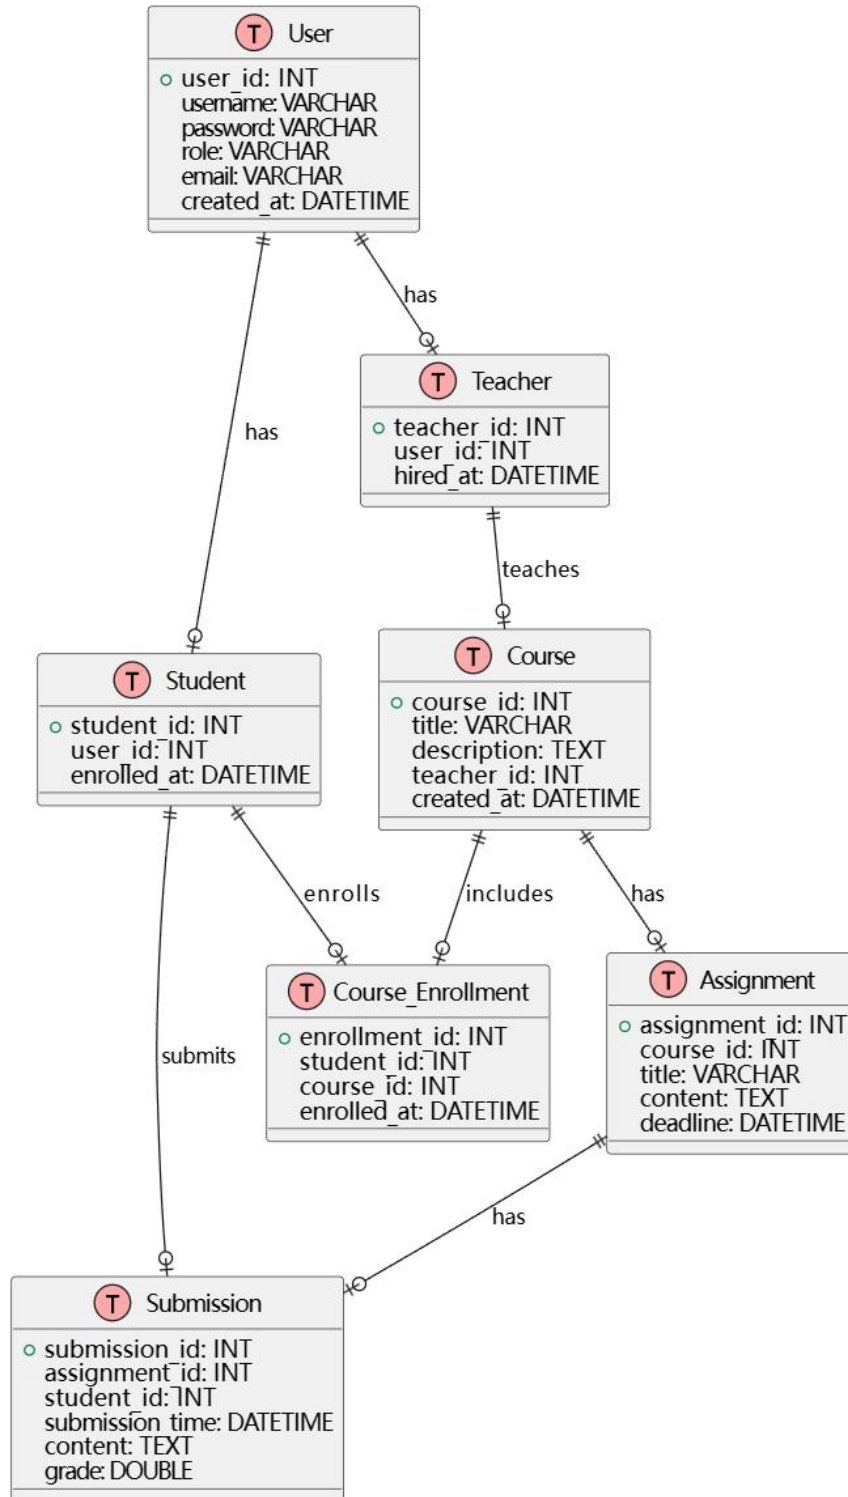 T User
user_id: INT
username: VARCHAR
password: VARCHAR
role: VARCHAR
email: VARCHAR
created_at: DATETIME
has
has
T Teacher
teacher_id: INT
user_id: INT
hired_at: DATETIME
teaches
T Student
student_id: INT
user_id: INT
enrolled_at: DATETIME
T Course
course_id: INT
title: VARCHAR
description: TEXT
teacher_id: INT
created_at: DATETIME
enrolls
includes
has
T Course_Enrollment
enrollment_id: INT
student_id: INT
course_id: INT
enrolled_at: DATETIME
T Assignment
assignment_id: INT
course_id: INT
title: VARCHAR
content: TEXT
deadline: DATETIME
submits
has
T Submission
submission_id: INT
assignment_id: INT
student_id: INT
submission_time: DATETIME
content: TEXT
grade: DOUBLE